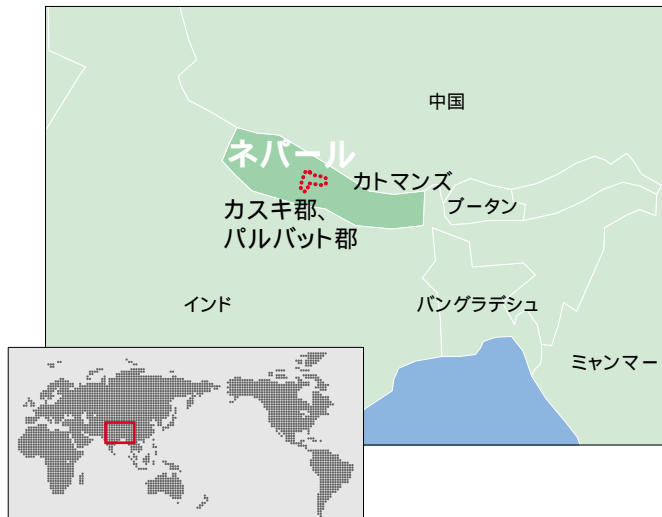 中国
ネパール
カトマンズ
ブータン
カスキ郡、
パルバット郡
インド
バングラデシュ
ミャンマー